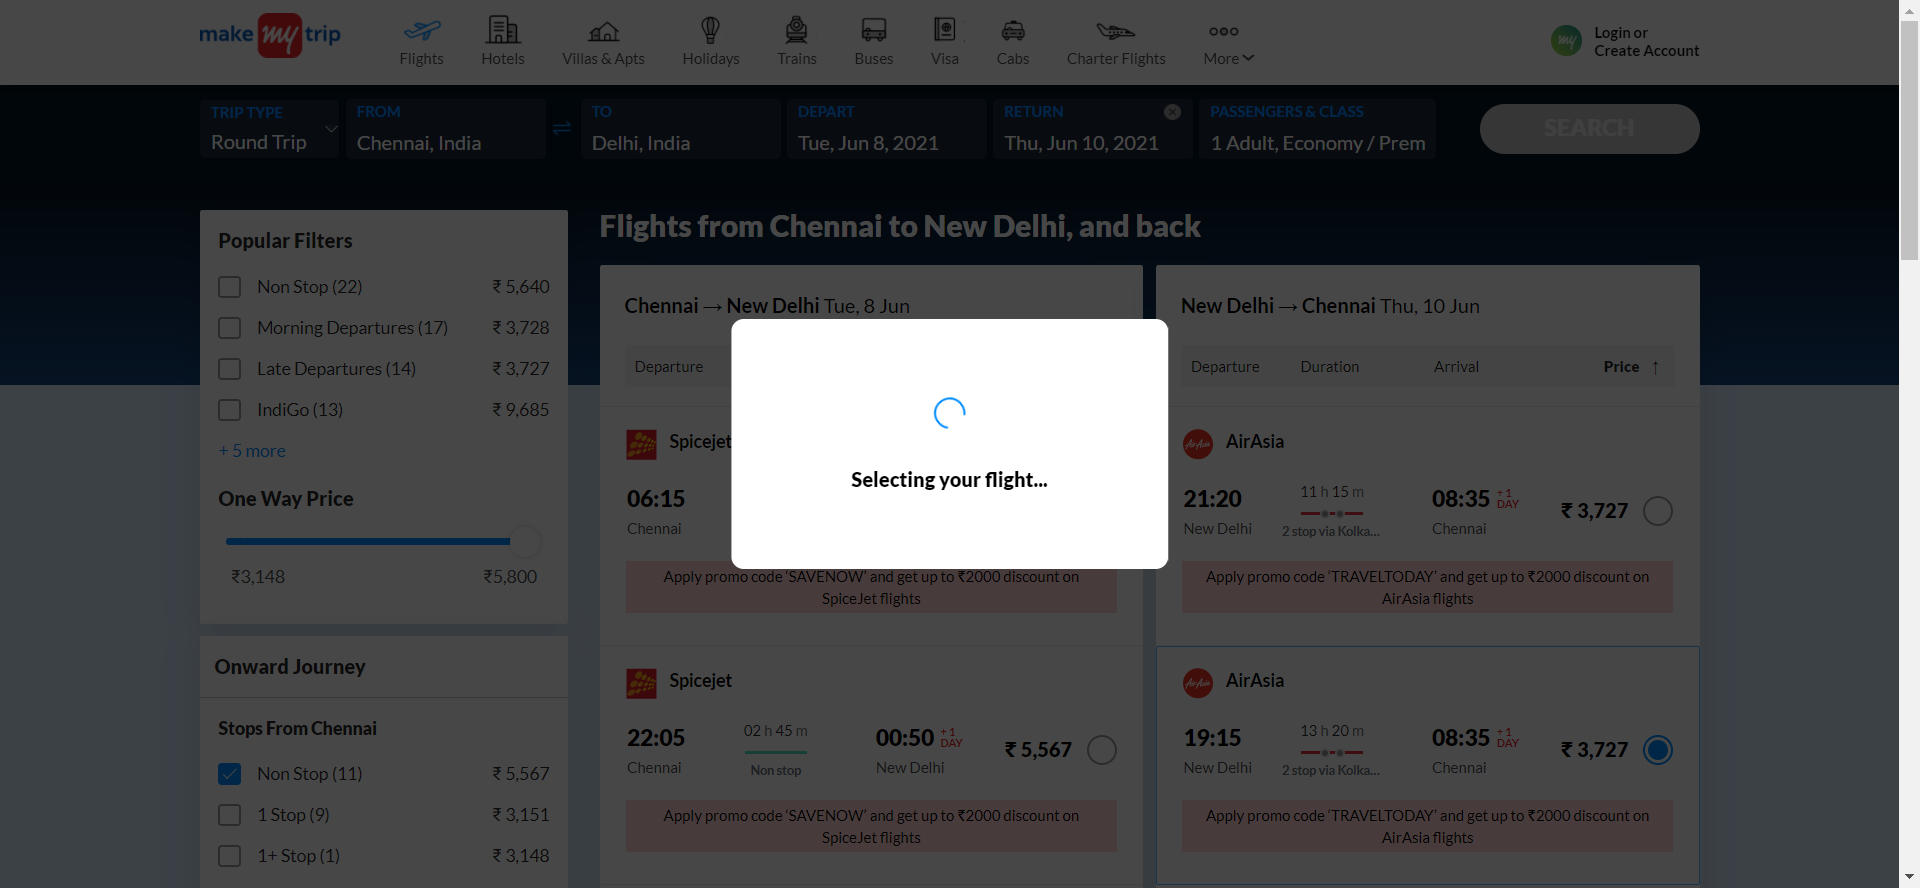 make my trip
Flights
Hotels
Villas & Apts
Holidays
Trains
Buses
Visa
Cabs
Charter Flights
More
my
Login or
Create Account
TRIP TYPE
Round Trip
FROM
Chennai, India
TO
Delhi, India
DEPART
Tue, Jun 8, 2021
RETURN
Thu, Jun 10, 2021
PASSENGERS & CLASS
1 Adult, Economy / Prem
SEARCH
Popular Filters
Non Stop (22) ₹ 5,640
Morning Departures (17) ₹ 3,728
Late Departures (14) ₹ 3,727
IndiGo (13) ₹ 9,685
+ 5 more
One Way Price
₹3,148 ₹5,800
Onward Journey
Stops From Chennai
Non Stop (11) ₹ 5,567
1 Stop (9) ₹ 3,151
1+ Stop (1) ₹ 3,148
Flights from Chennai to New Delhi, and back
Chennai → New Delhi Tue, 8 Jun
Departure
Spicejet
06:15
Chennai
Apply promo code ‘SAVENOW’ and get up to ₹2000 discount on
SpiceJet flights
Spicejet
22:05 02 h 45 m 00:50 +1 DAY ₹ 5,567
Chennai Non stop New Delhi
Apply promo code ‘SAVENOW’ and get up to ₹2000 discount on
SpiceJet flights
Selecting your flight...
New Delhi → Chennai Thu, 10 Jun
Departure Duration Arrival Price ↑
AirAsia
AirAsia
21:20 11 h 15 m 08:35 +1 DAY ₹ 3,727
New Delhi 2 stop via Kolka... Chennai
Apply promo code ‘TRAVELTODAY’ and get up to ₹2000 discount on
AirAsia flights
AirAsia
AirAsia
19:15 13 h 20 m 08:35 +1 DAY ₹ 3,727
New Delhi 2 stop via Kolka... Chennai
Apply promo code ‘TRAVELTODAY’ and get up to ₹2000 discount on
AirAsia flights